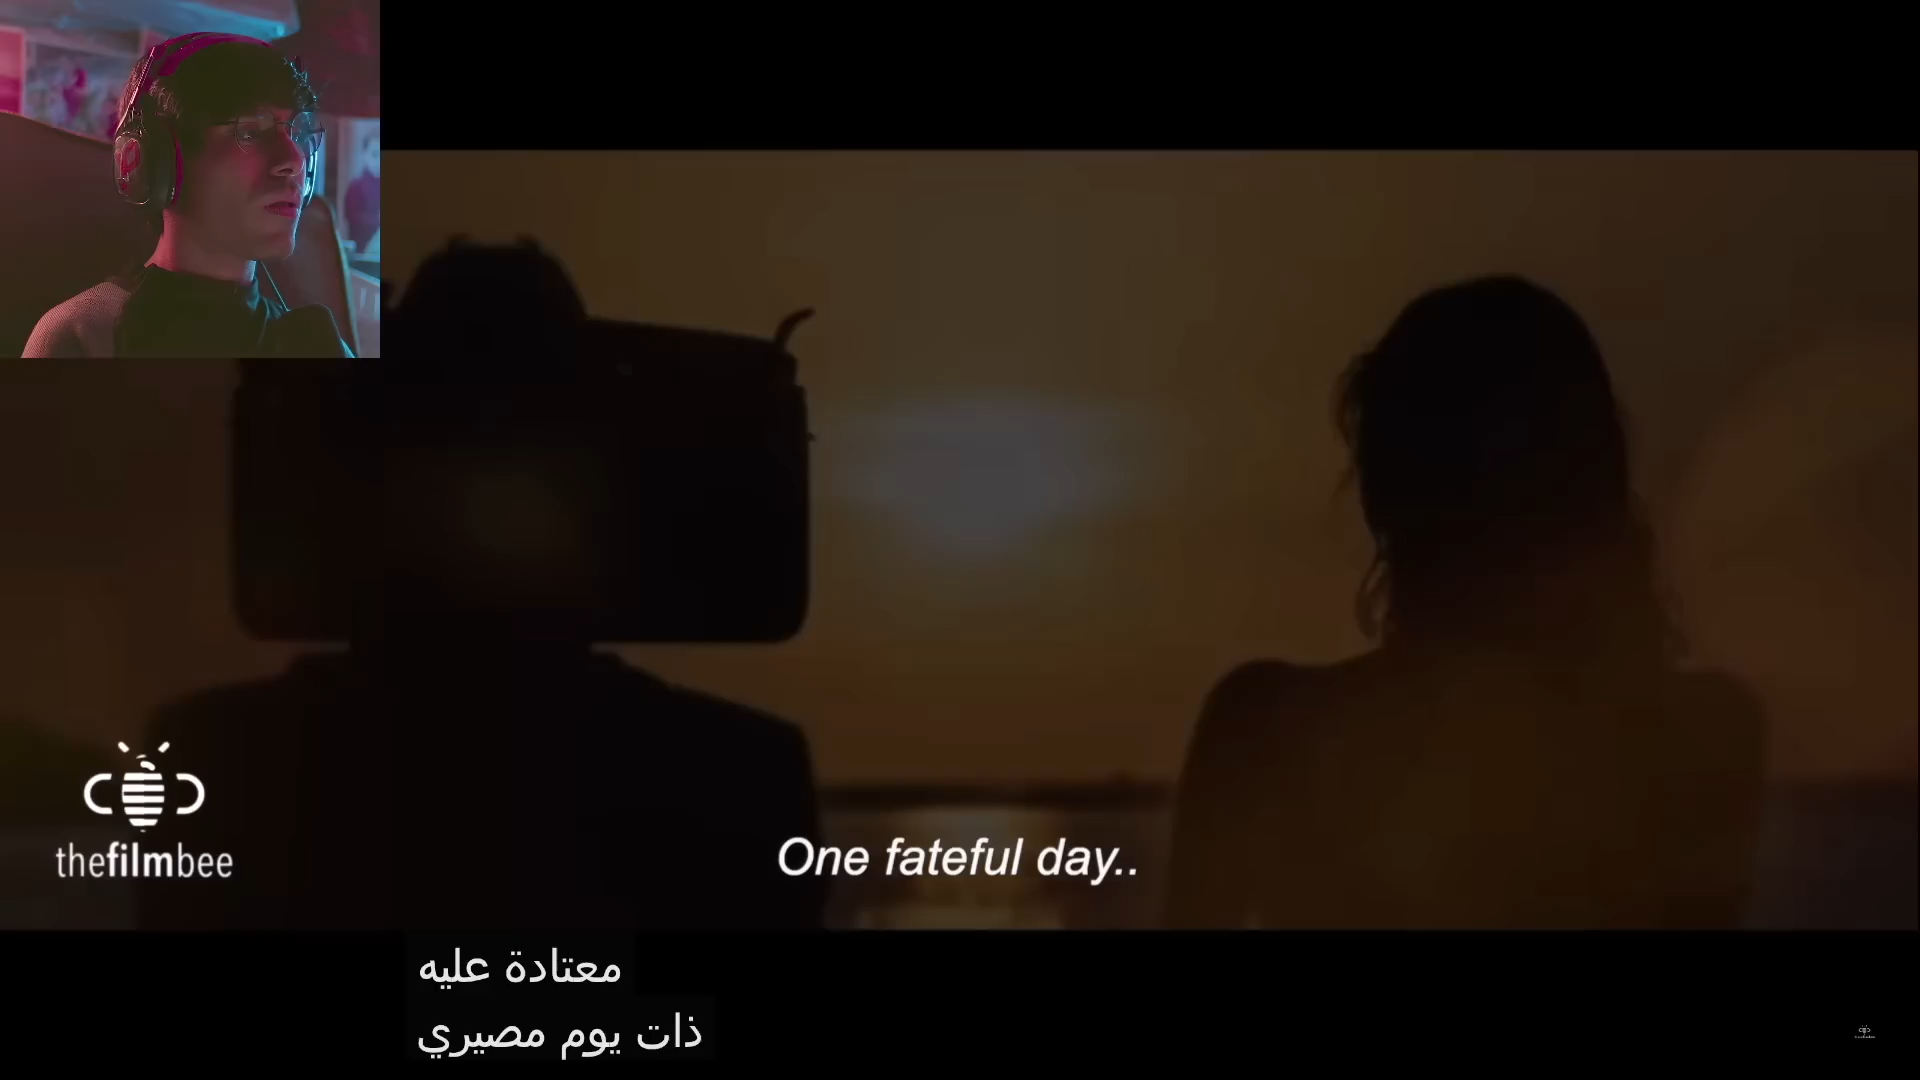 thefilmbee
One fateful day..
معتادة عليه
ذات يوم مصيري